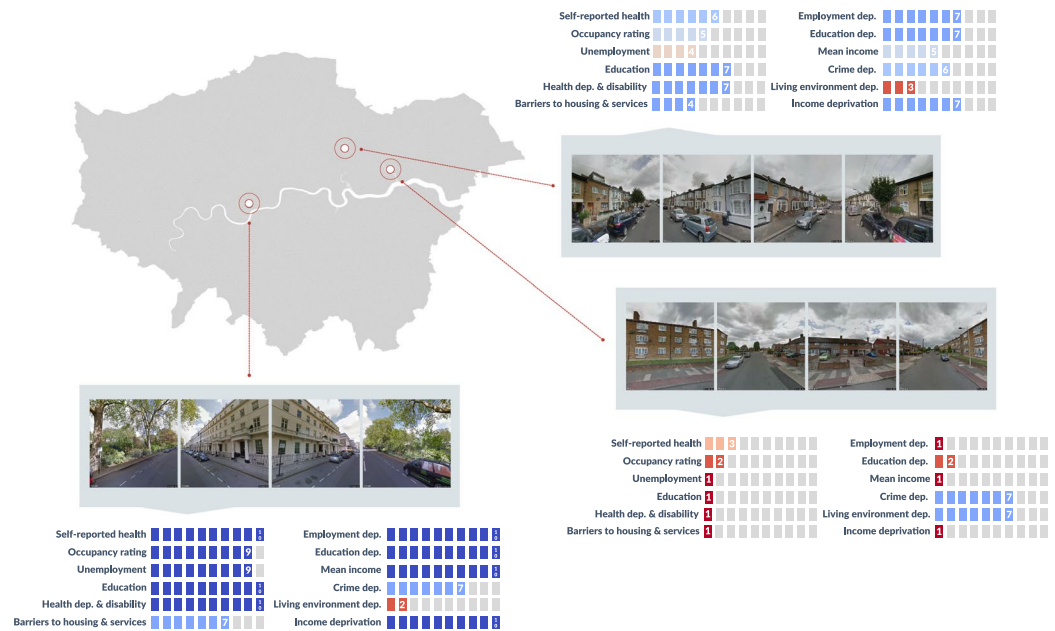 Self-reported health 6
Occupancy rating 5
Unemployment 4
Education 7
Health dep. & disability 7
Barriers to housing & services 4
Employment dep. 7
Education dep. 7
Mean income 5
Crime dep. 6
Living environment dep. 3
Income deprivation 7
Self-reported health 3
Occupancy rating 2
Unemployment 1
Education 1
Health dep. & disability 1
Barriers to housing & services 1
Employment dep. 1
Education dep. 2
Mean income 1
Crime dep. 7
Living environment dep. 7
Income deprivation 1
Self-reported health 10
Occupancy rating 9
Unemployment 9
Education 10
Health dep. & disability 10
Barriers to housing & services 7
Employment dep. 10
Education dep. 10
Mean income 10
Crime dep. 7
Living environment dep. 2
Income deprivation 10